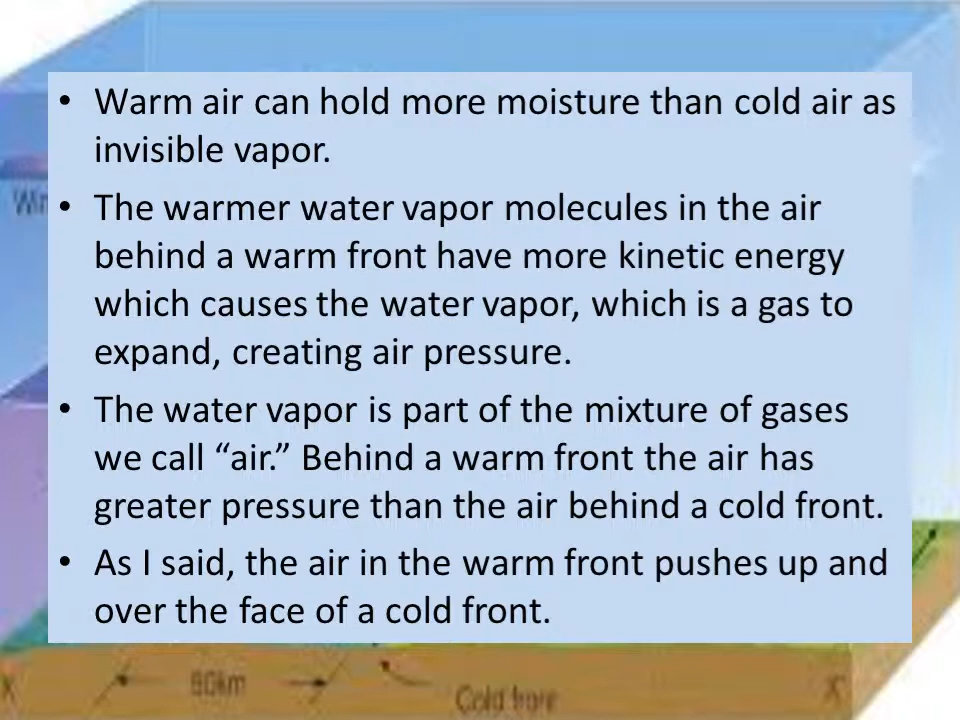 • Warm air can hold more moisture than cold air as
invisible vapor.
• The warmer water vapor molecules in the air
behind a warm front have more kinetic energy
which causes the water vapor, which is a gas to
expand, creating air pressure.
• The water vapor is part of the mixture of gases
we call “air.” Behind a warm front the air has
greater pressure than the air behind a cold front.
• As I said, the air in the warm front pushes up and
over the face of a cold front.
X
80km
Cold front
X'